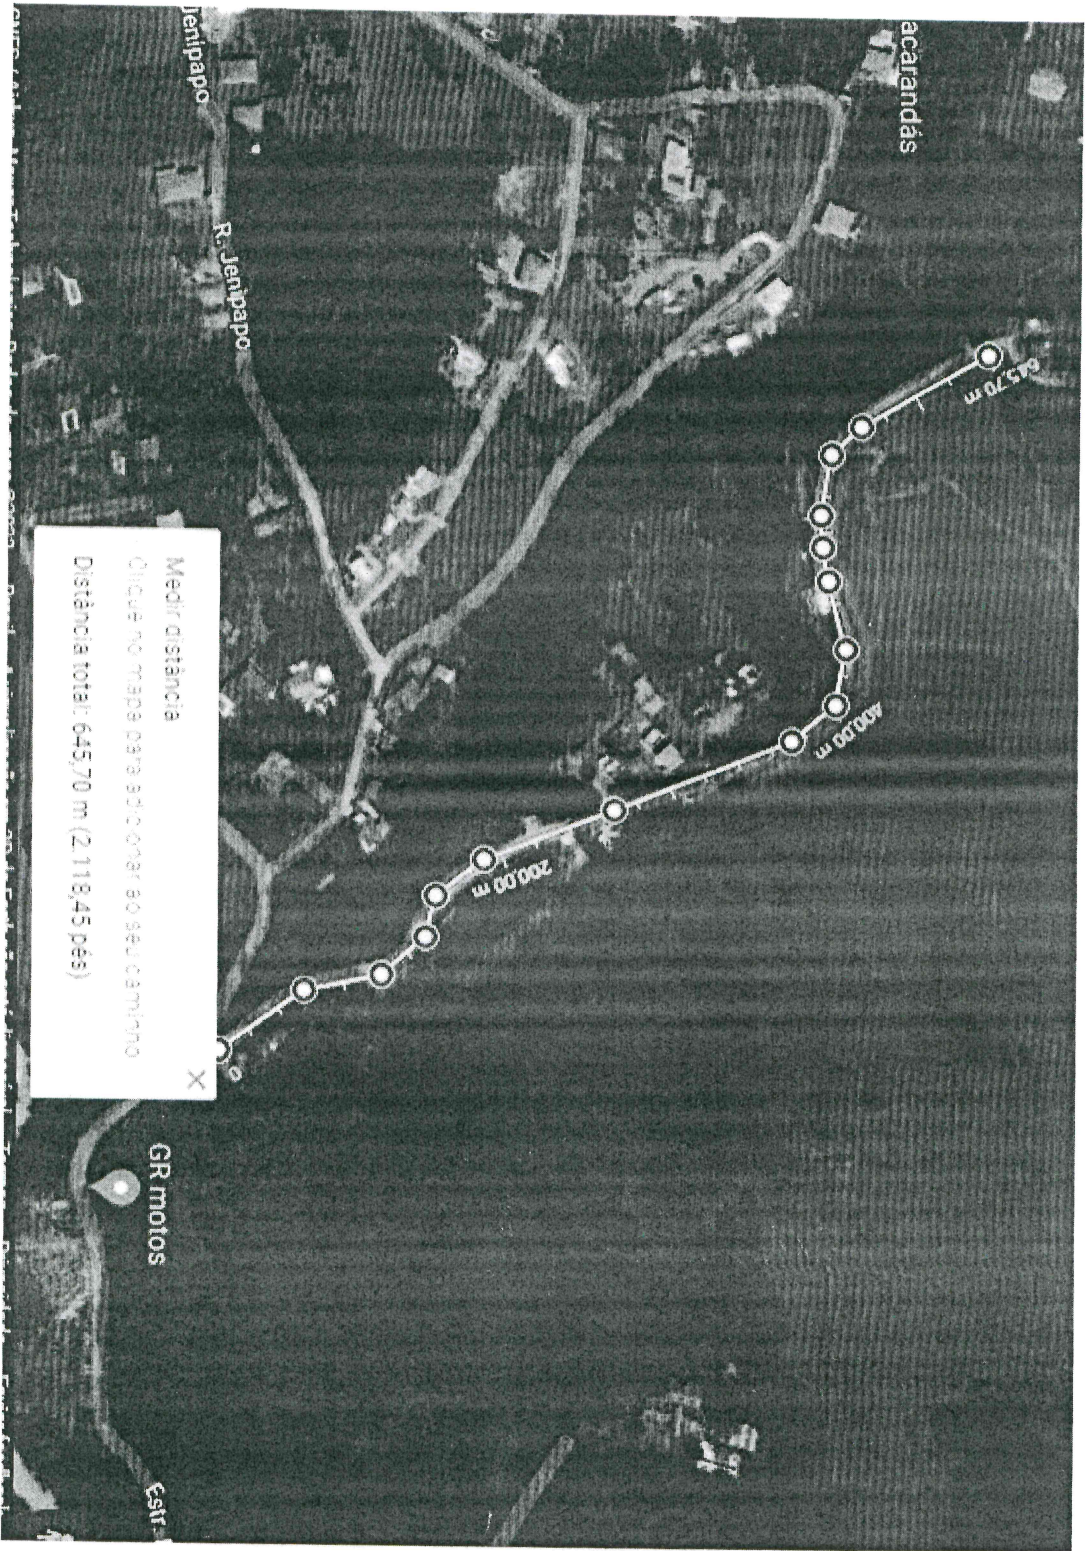 acarandás
Jenipapo
R. Jenipapo
645,70 m
400,00 m
200,00 m
0
Medir distância
Clique no mapa para adicionar ao seu caminho
Distância total: 645,70 m (2.118,45 pés)
GR motos
Estr